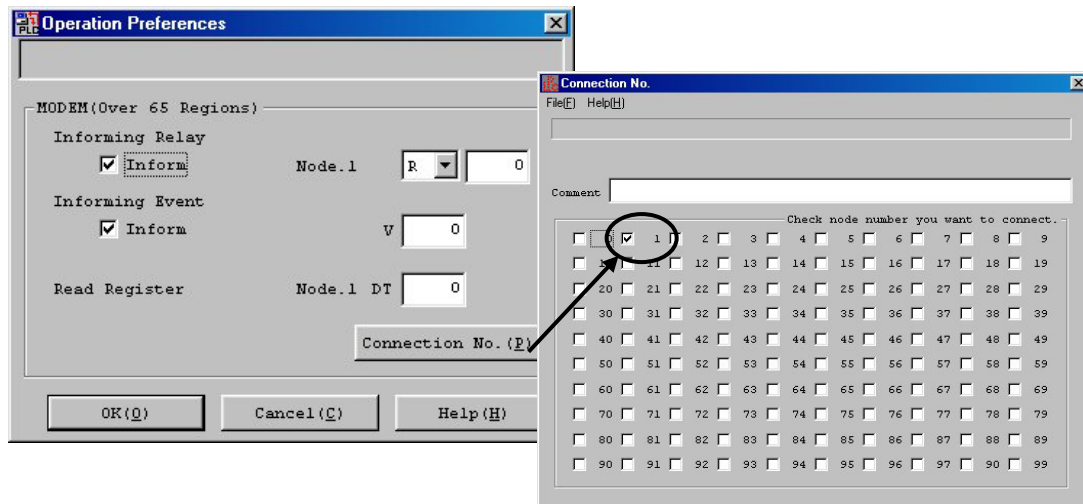 PLC Operation Preferences
MODEM(Over 65 Regions)
Informing Relay
Inform
Node.1 R 0
Informing Event
Inform
V 0
Read Register
Node.1 DT 0
Connection No.(P)
OK(O) Cancel(C) Help(H)
Connection No.
File(F) Help(H)
Comment
Check node number you want to connect.
0 1 2 3 4 5 6 7 8 9
10 11 12 13 14 15 16 17 18 19
20 21 22 23 24 25 26 27 28 29
30 31 32 33 34 35 36 37 38 39
40 41 42 43 44 45 46 47 48 49
50 51 52 53 54 55 56 57 58 59
60 61 62 63 64 65 66 67 68 69
70 71 72 73 74 75 76 77 78 79
80 81 82 83 84 85 86 87 88 89
90 91 92 93 94 95 96 97 90 99